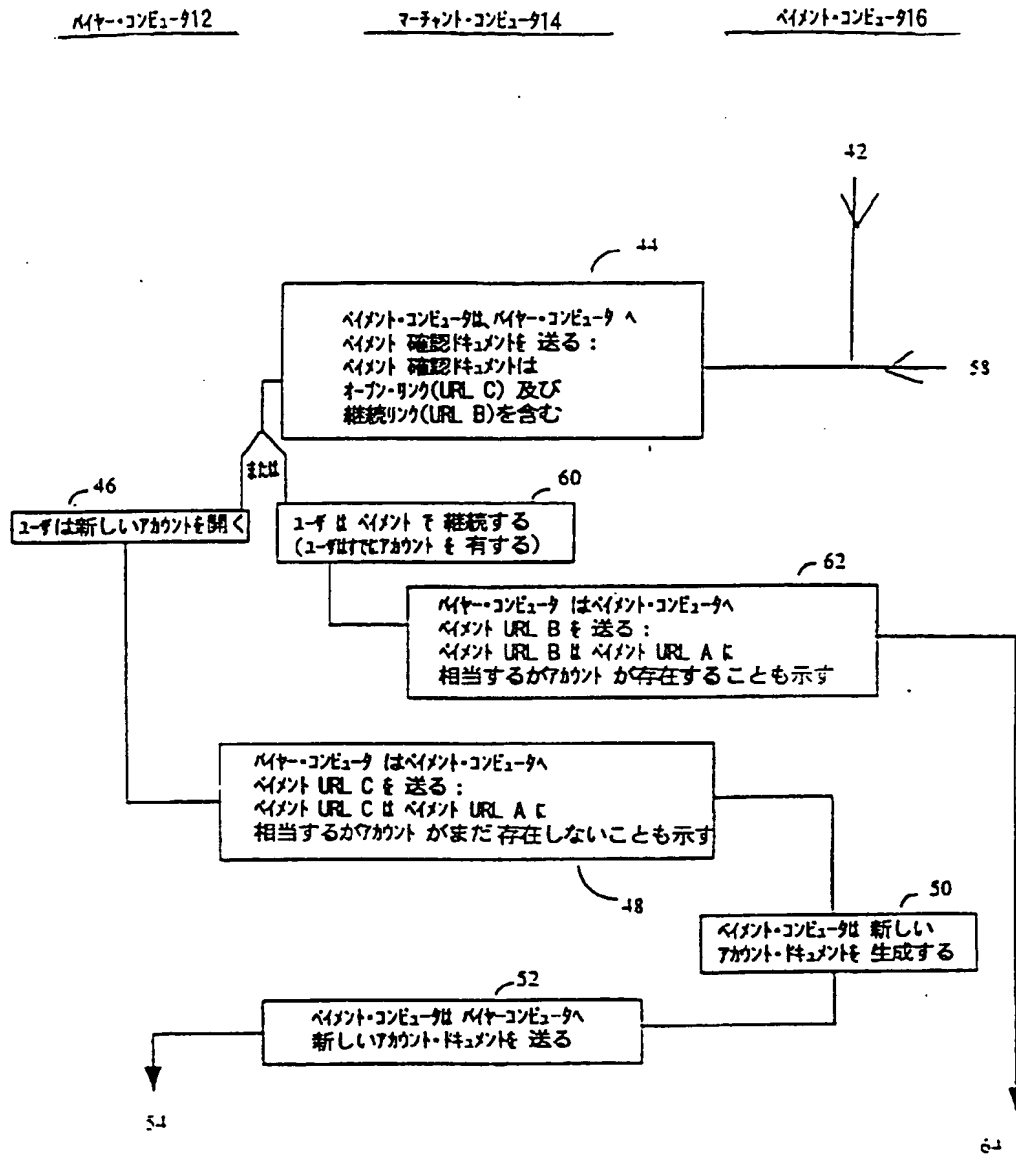 バイヤー・コンピュータ12
マーチャント・コンピュータ14
ペイメント・コンピュータ16
42
44
ペイメント・コンピュータは、バイヤー・コンピュータ へ
ペイメント 確認ドキュメントを 送る：
ペイメント 確認ドキュメントは
オープン・リンク(URL C) 及び
継続リンク(URL B)を含む
58
または
46
ユーザは新しいアカウントを開く
60
ユーザ は ペイメント で 継続する
(ユーザはすでにアカウント を 有する)
62
バイヤー・コンピュータ はペイメント・コンピュータへ
ペイメント URL B を 送る：
ペイメント URL B は ペイメント URL A に
相当するがアカウント が存在することも示す
バイヤー・コンピュータ はペイメント・コンピュータへ
ペイメント URL C を 送る：
ペイメント URL C は ペイメント URL A に
相当するがアカウント がまだ 存在しないことも示す
48
50
ペイメント・コンピュータは 新しい
アカウント・ドキュメントを 生成する
52
ペイメント・コンピュータは バイヤーコンピュータへ
新しいアカウント・ドキュメントを 送る
54
64